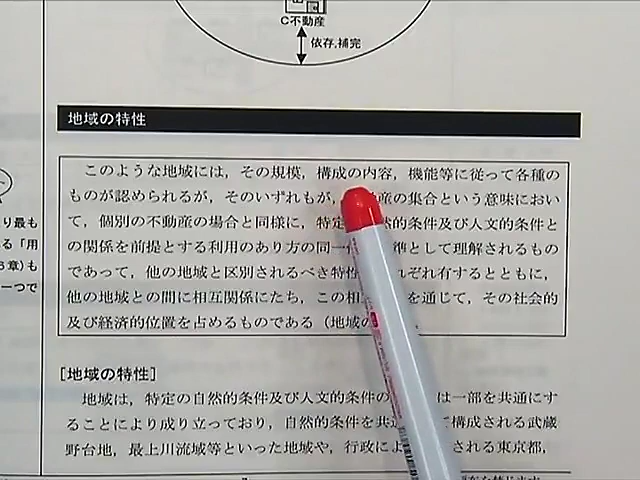 C不動産
依存,補完
地域の特性
このような地域には，その規模，構成の内容，機能等に従って各種の
ものが認められるが，そのいずれもが， 産の集合という意味におい
り最も
て，個別の不動産の場合と同様に，特定 然的条件及び人文的条件と
る「用
の関係を前提とする利用のあり方の同一 準として理解されるもの
章）も
であって，他の地域と区別されるべき特性 れぞれ有するとともに，
一つで
他の地域との間に相互関係にたち，この相 を通じて，その社会的
及び経済的位置を占めるものである（地域の
［地域の特性］
地域は，特定の自然的条件及び人文的条件の は一部を共通にす
ることにより成り立っており，自然的条件を共 て構成される武蔵
野台地，最上川流域等といった地域や，行政によ される東京都，